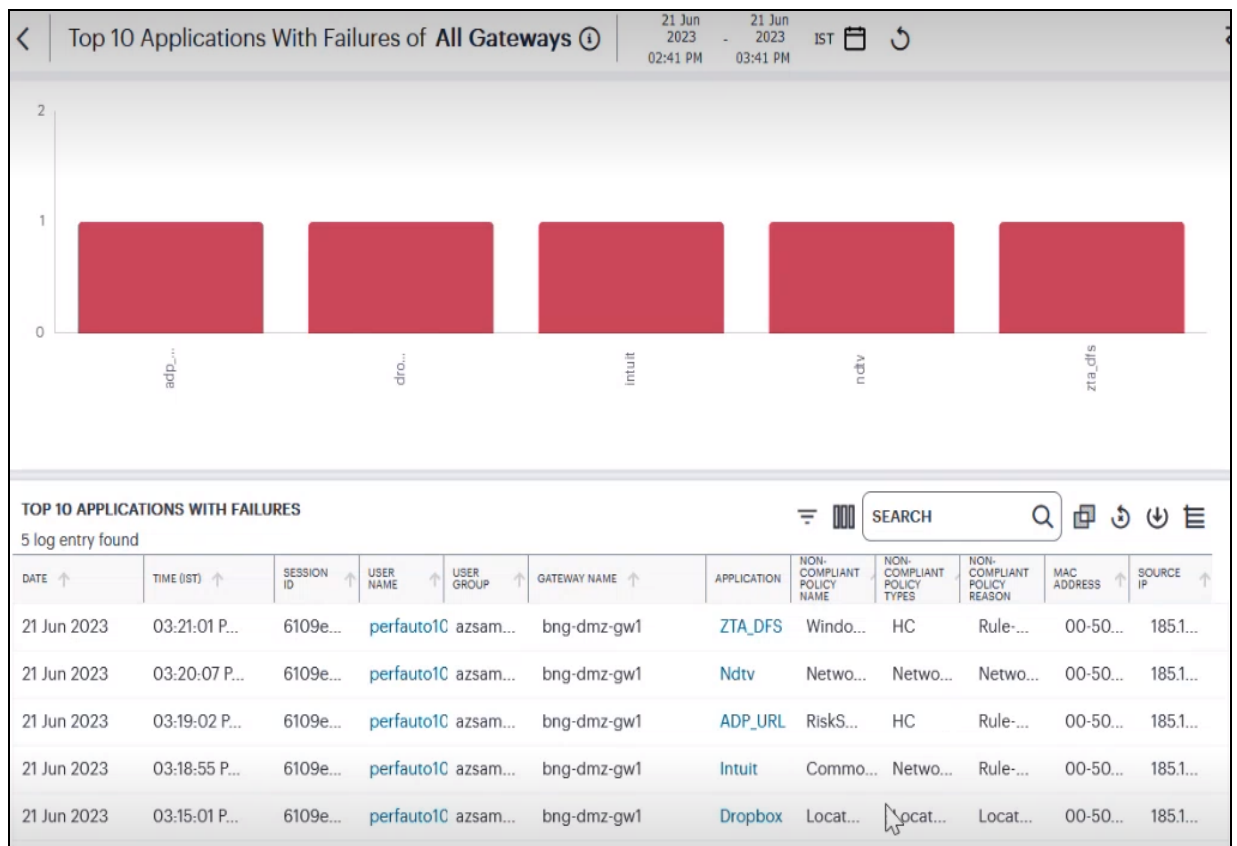 Top 10 Applications With Failures of All Gateways
21 Jun 2023 02:41 PM - 21 Jun 2023 03:41 PM IST
2
1
0
adp_...
dro...
intuit
ndtv
zta_dfs
TOP 10 APPLICATIONS WITH FAILURES
SEARCH
5 log entry found
DATE TIME (IST) SESSION ID USER NAME USER GROUP GATEWAY NAME APPLICATION NON-COMPLIANT POLICY NAME NON-COMPLIANT POLICY TYPES NON-COMPLIANT POLICY REASON MAC ADDRESS SOURCE IP
21 Jun 2023 03:21:01 P... 6109e... perfauto10 azsam... bng-dmz-gw1 ZTA_DFS Windo... HC Rule-... 00-50... 185.1...
21 Jun 2023 03:20:07 P... 6109e... perfauto10 azsam... bng-dmz-gw1 Ndtv Netwo... Netwo... Netwo... 00-50... 185.1...
21 Jun 2023 03:19:02 P... 6109e... perfauto10 azsam... bng-dmz-gw1 ADP_URL RiskS... HC Rule-... 00-50... 185.1...
21 Jun 2023 03:18:55 P... 6109e... perfauto10 azsam... bng-dmz-gw1 Intuit Commo... Netwo... Rule-... 00-50... 185.1...
21 Jun 2023 03:15:01 P... 6109e... perfauto10 azsam... bng-dmz-gw1 Dropbox Locat... Locat... Locat... 00-50... 185.1...